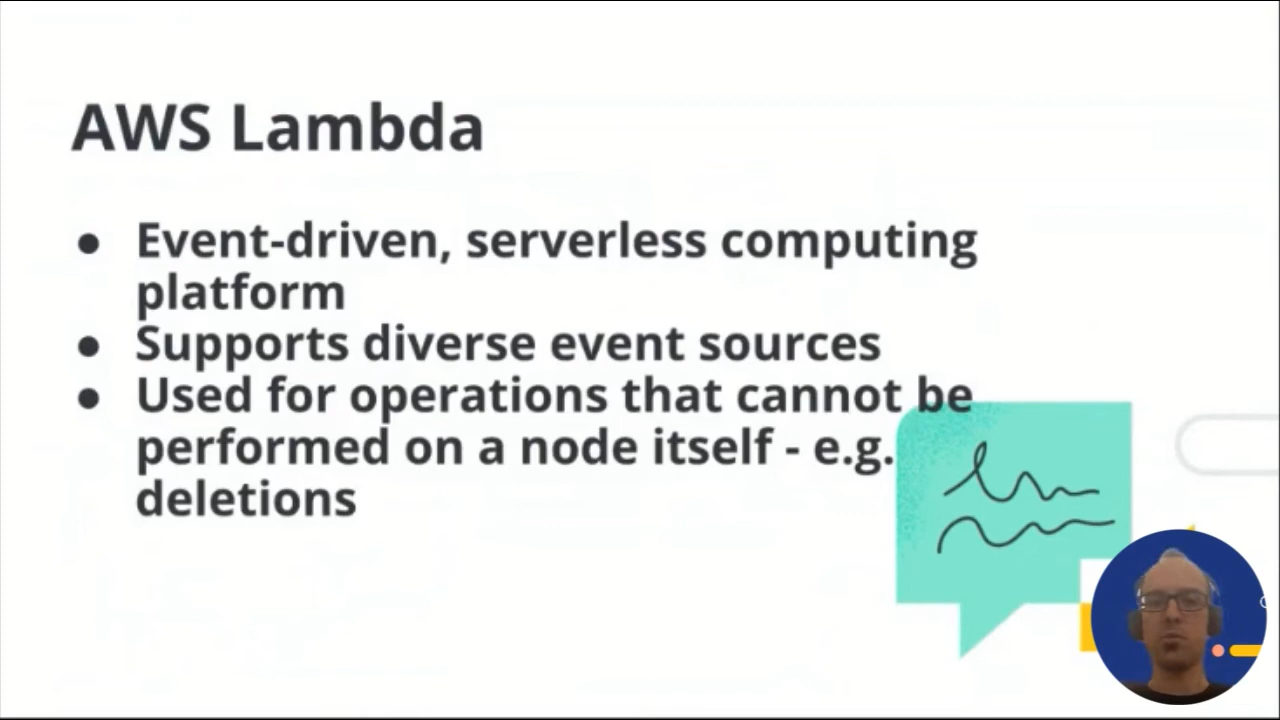 AWS Lambda
● Event-driven, serverless computing
platform
● Supports diverse event sources
● Used for operations that cannot be
performed on a node itself - e.g.
deletions